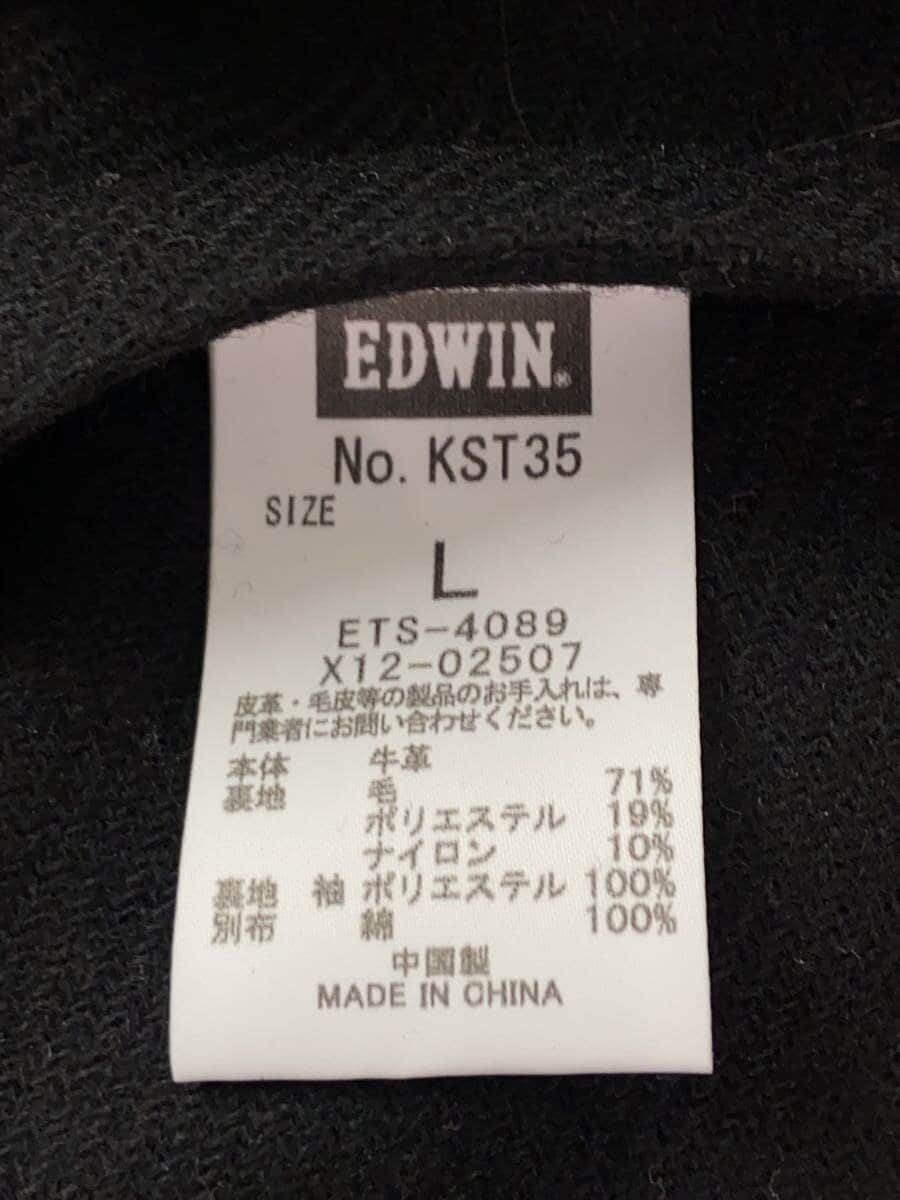 EDWIN®
No. KST35
SIZE
L
ETS-4089
X12-02507
皮革・毛皮等の製品のお手入れは、専
門業者にお問い合わせください。
本体 牛革
裏地 毛 71%
ポリエステル 19%
ナイロン 10%
裏地 袖 ポリエステル 100%
別布 綿 100%
中国製
MADE IN CHINA